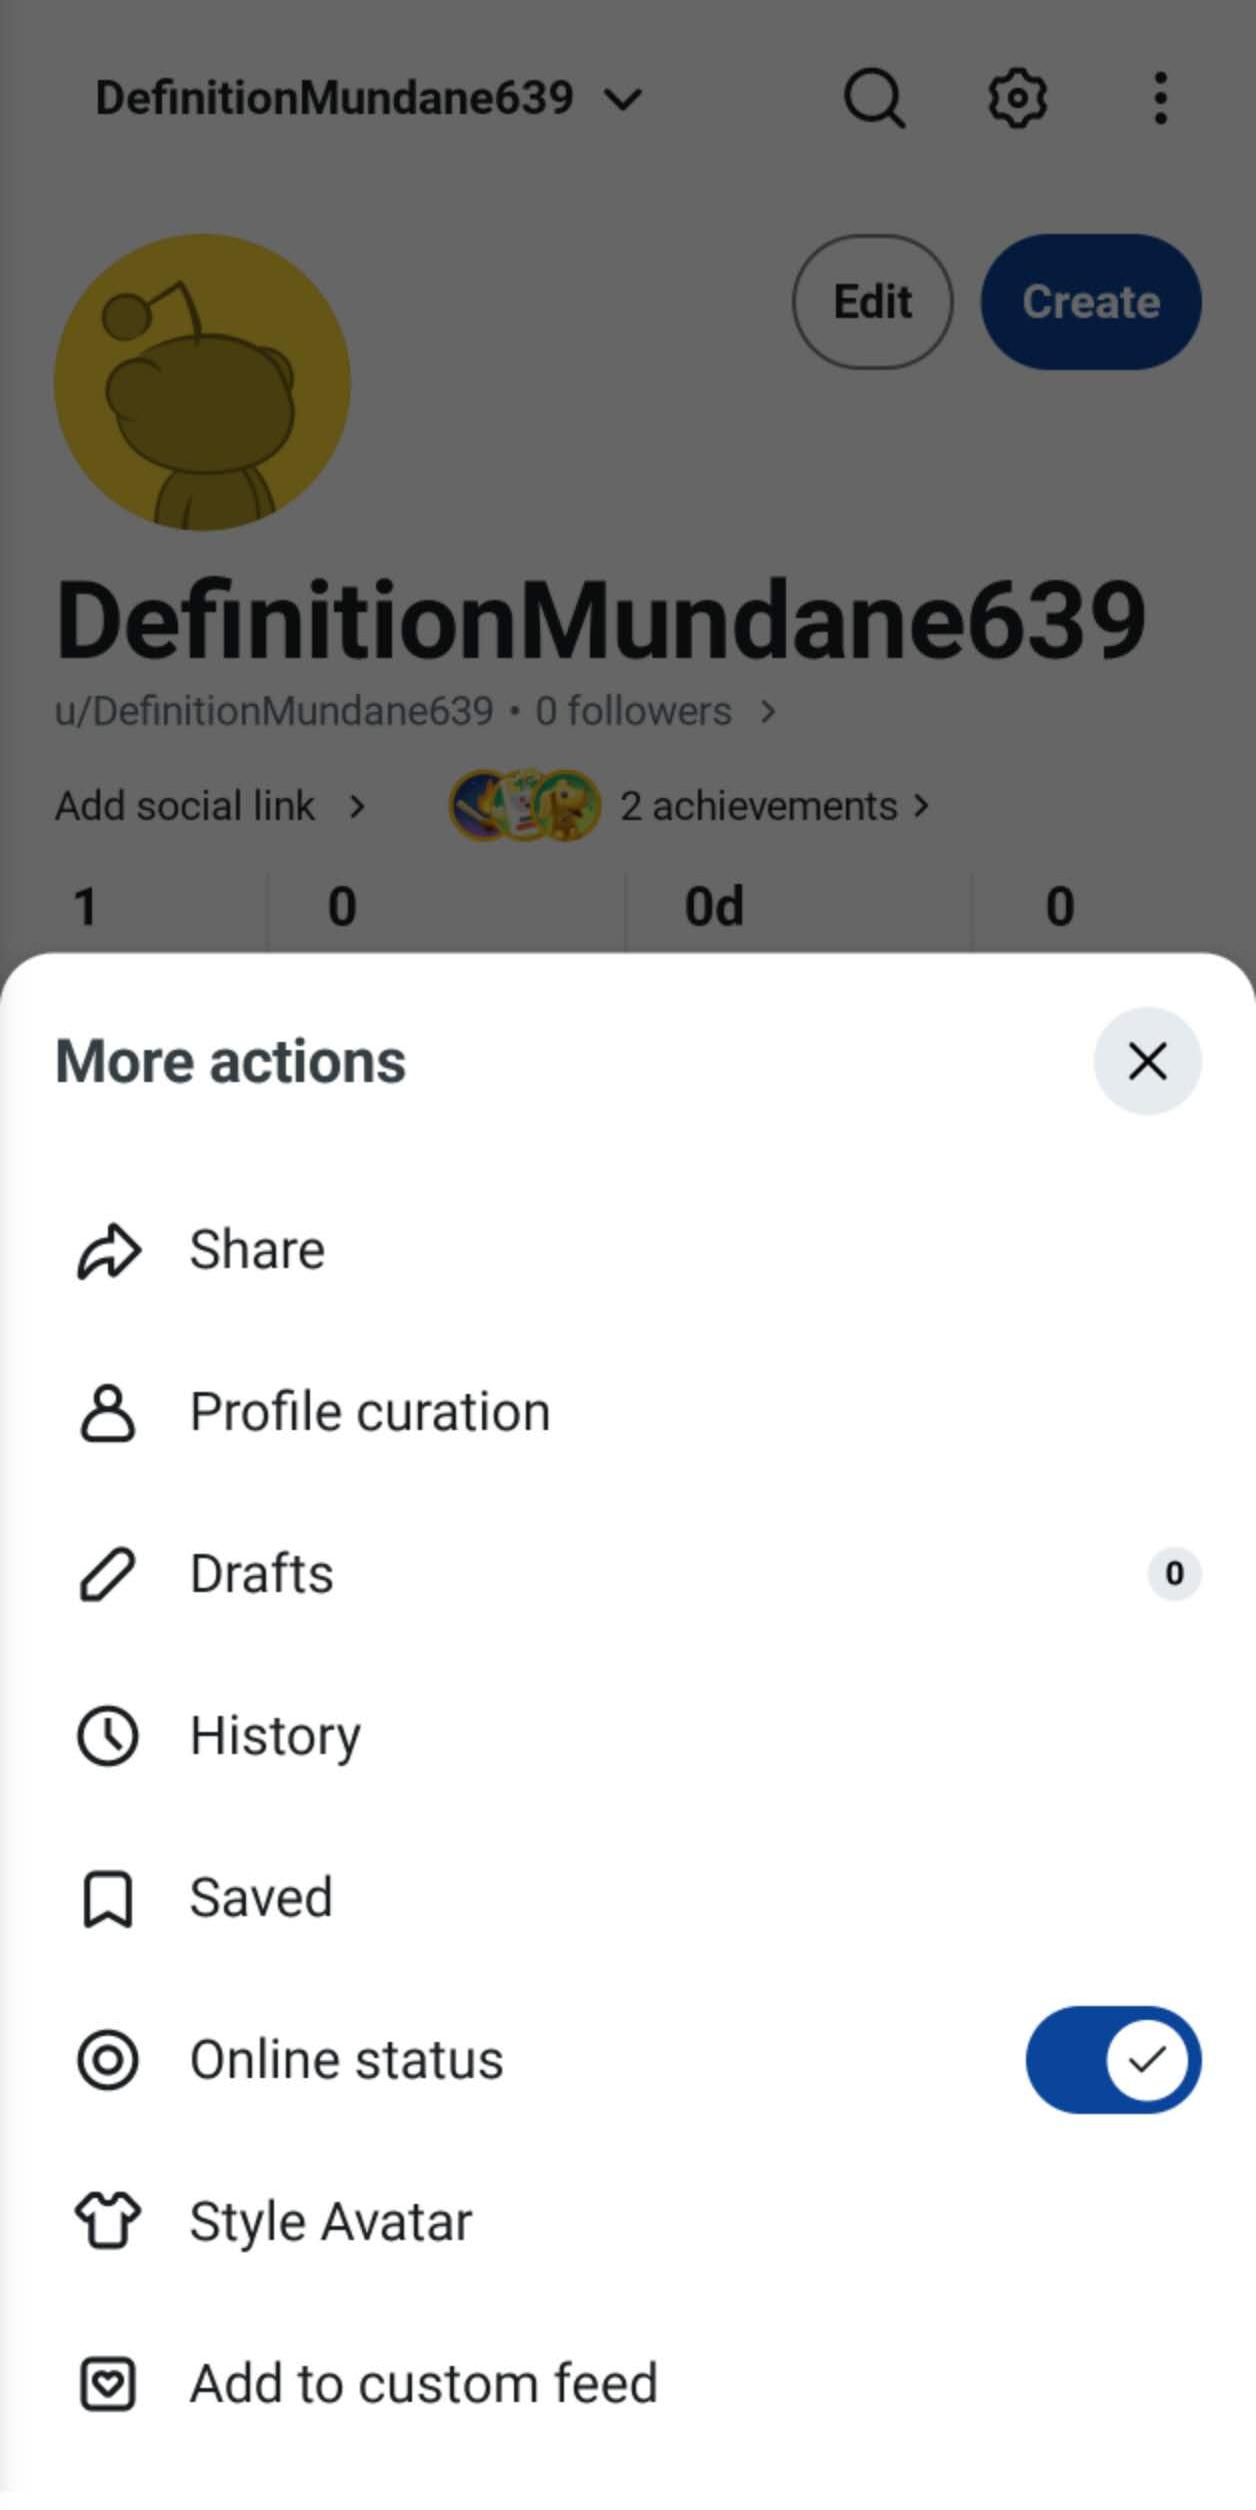 DefinitionMundane639
Edit
Create
DefinitionMundane639
u/DefinitionMundane639 • 0 followers
Add social link
2 achievements
1
0
0d
0
More actions
Share
Profile curation
Drafts
0
History
Saved
Online status
Style Avatar
Add to custom feed